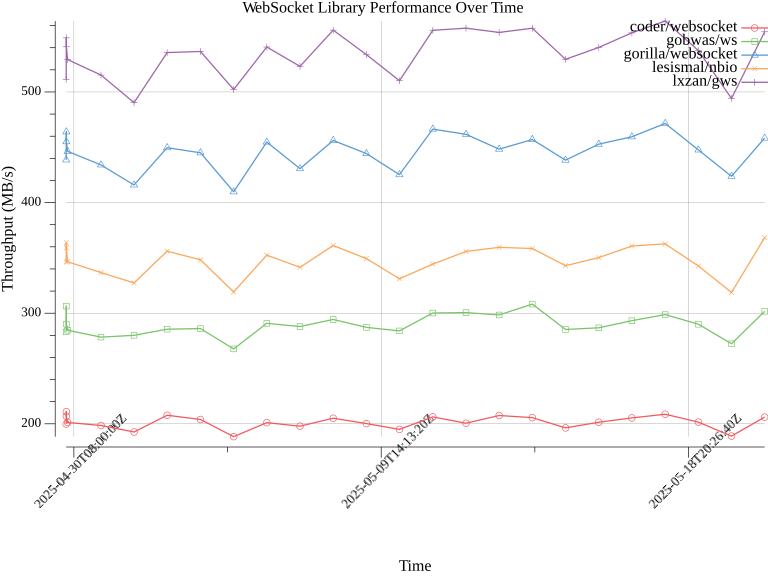 WebSocket Library Performance Over Time
coder/websocket
gobwas/ws
gorilla/websocket
lesismal/nbio
lxzan/gws
Throughput (MB/s)
500
400
300
200
2025-04-30T08:00:00Z
2025-05-09T14:13:20Z
2025-05-18T20:26:40Z
Time